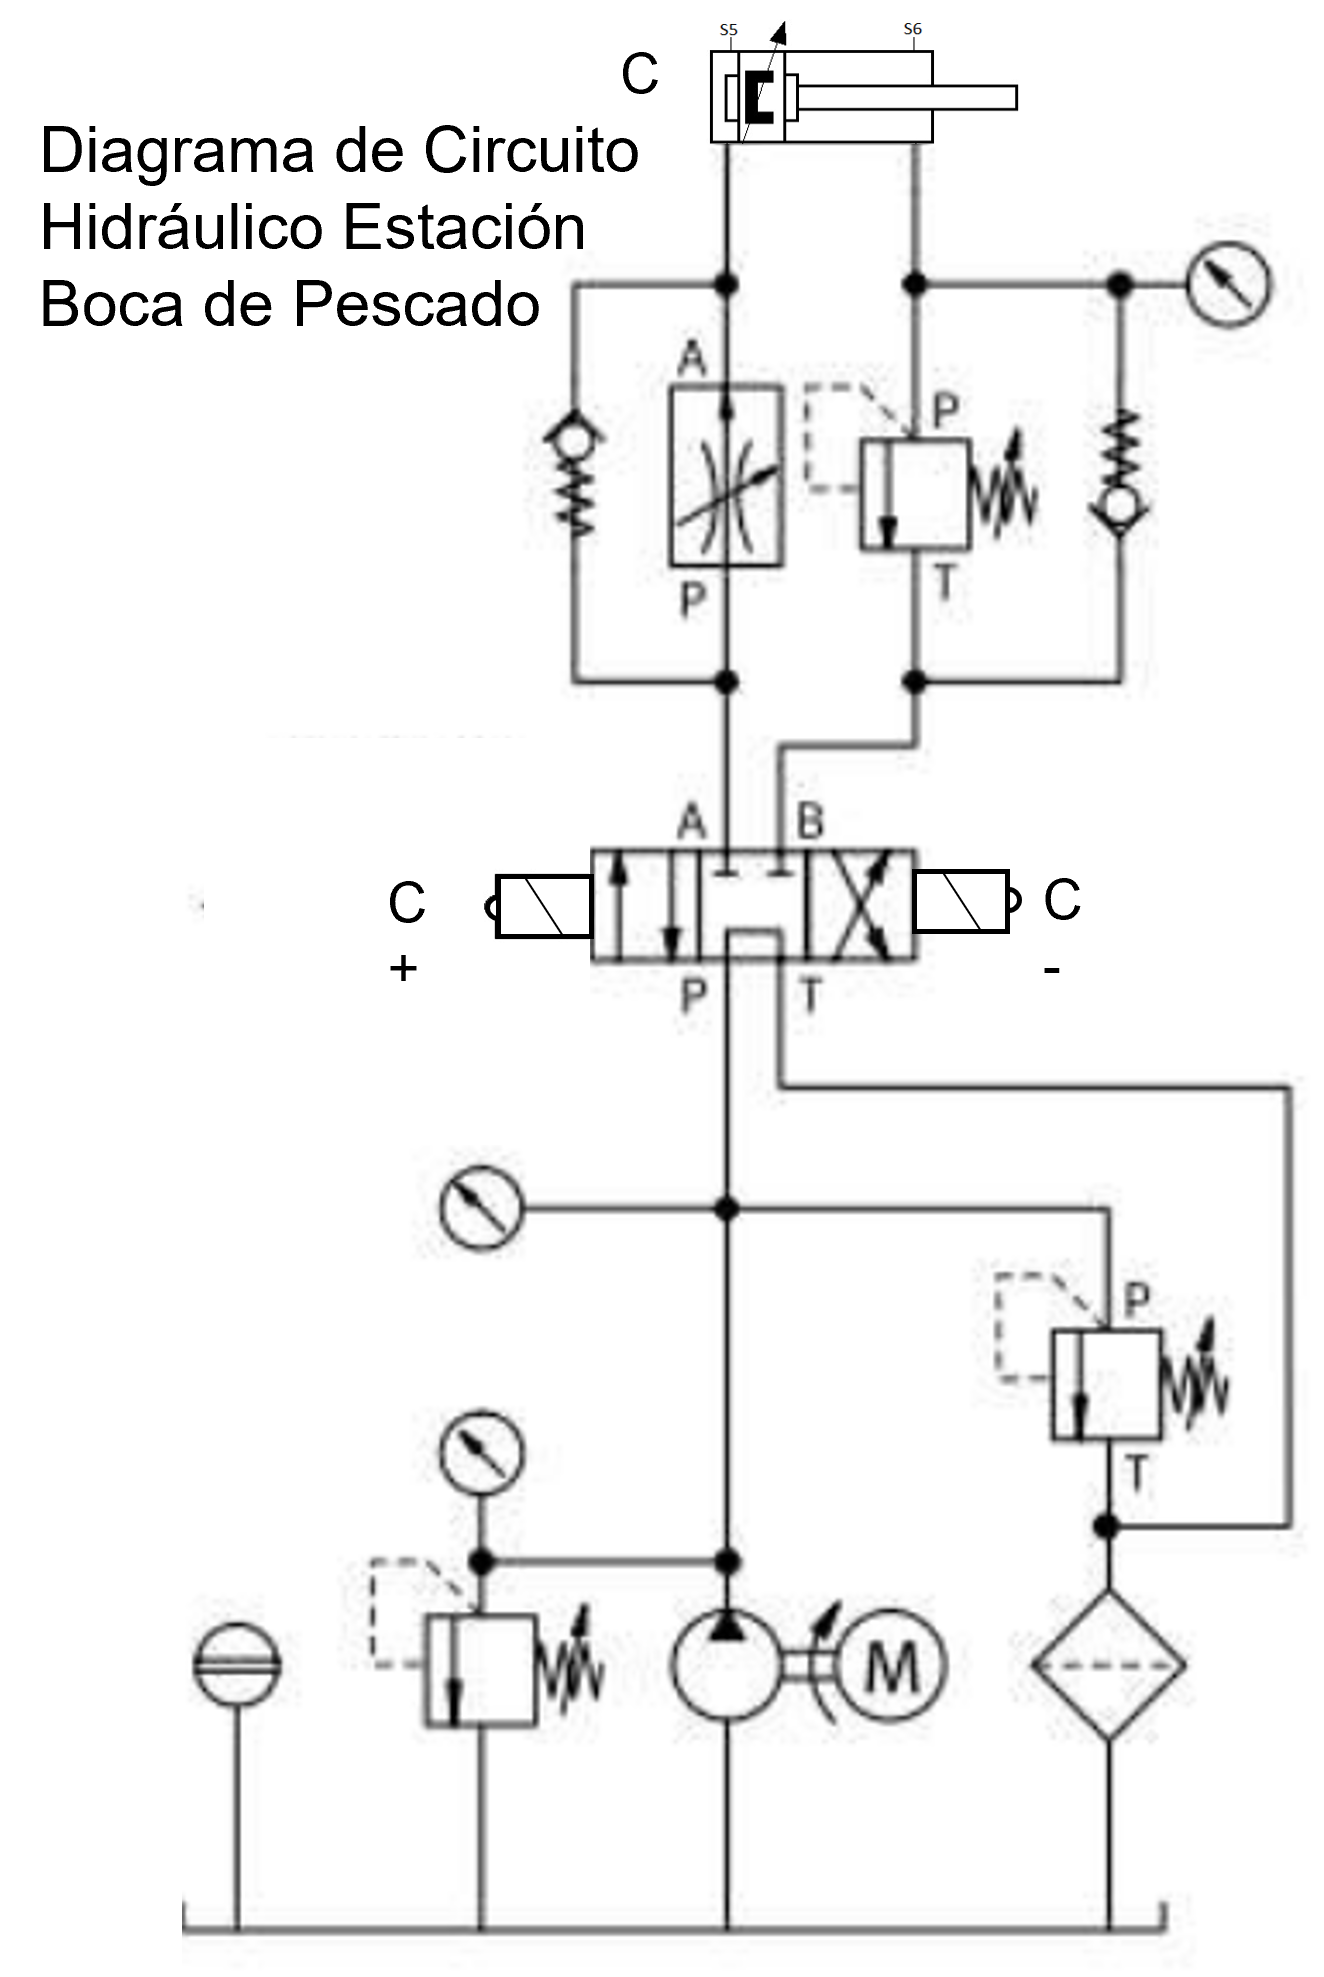 S5
S6
C
Diagrama de Circuito
Hidráulico Estación
Boca de Pescado
A
P
P
T
A
B
C
+
C
-
P
T
P
T
M